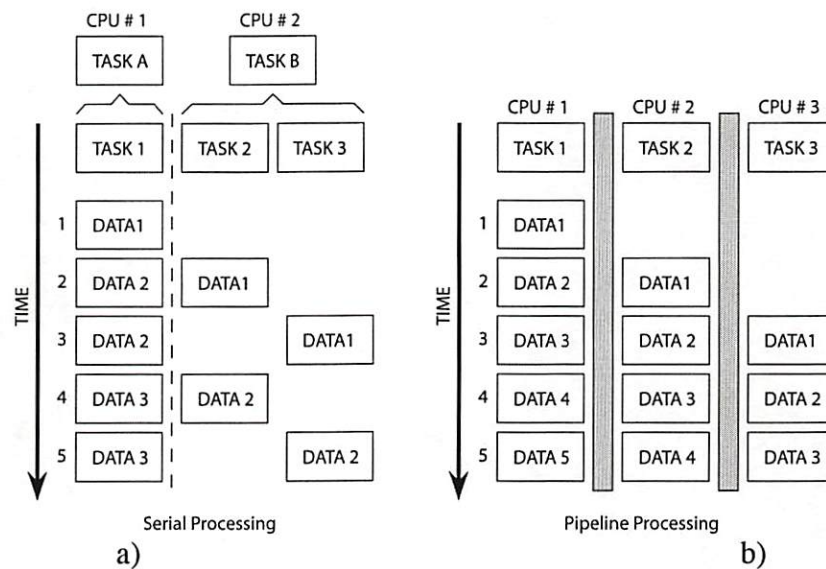 CPU # 1
CPU # 2
TASK A
TASK B
TASK 1
TASK 2
TASK 3
TIME
1
DATA1
2
DATA 2
DATA1
3
DATA 2
DATA1
4
DATA 3
DATA 2
5
DATA 3
DATA 2
Serial Processing
a)
CPU # 1
CPU # 2
CPU # 3
TASK 1
TASK 2
TASK 3
TIME
1
DATA1
2
DATA 2
DATA1
3
DATA 3
DATA 2
DATA1
4
DATA 4
DATA 3
DATA 2
5
DATA 5
DATA 4
DATA 3
Pipeline Processing
b)